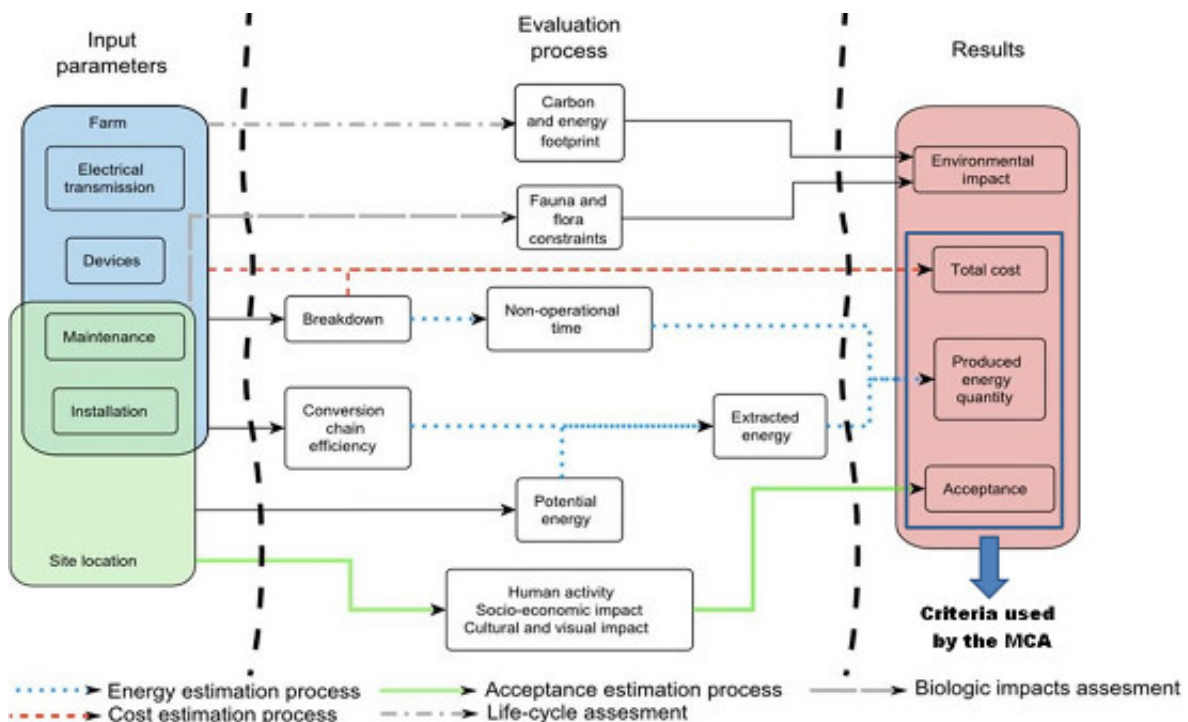 Input
parameters
Evaluation
process
Results
Farm
Electrical
transmission
Devices
Maintenance
Installation
Site location
Carbon
and energy
footprint
Fauna and
flora
constraints
Breakdown
Non-operational
time
Conversion
chain
efficiency
Extracted
energy
Potential
energy
Human activity
Socio-economic impact
Cultural and visual impact
Environmental
impact
Total cost
Produced
energy
quantity
Acceptance
Criteria used
by the MCA
Energy estimation process
Acceptance estimation process
Biologic impacts assesment
Cost estimation process
Life-cycle assesment